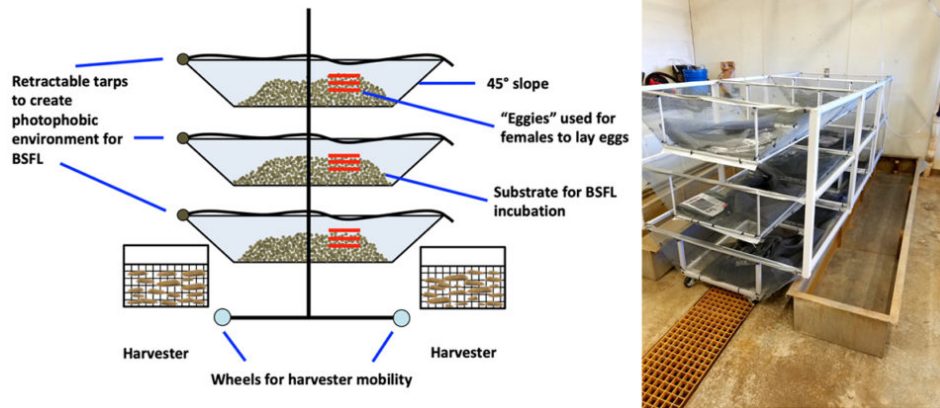 Retractable tarps
to create
photophobic
environment for
BSFL
45° slope
“Eggies” used for
females to lay eggs
Substrate for BSFL
incubation
Harvester
Harvester
Wheels for harvester mobility